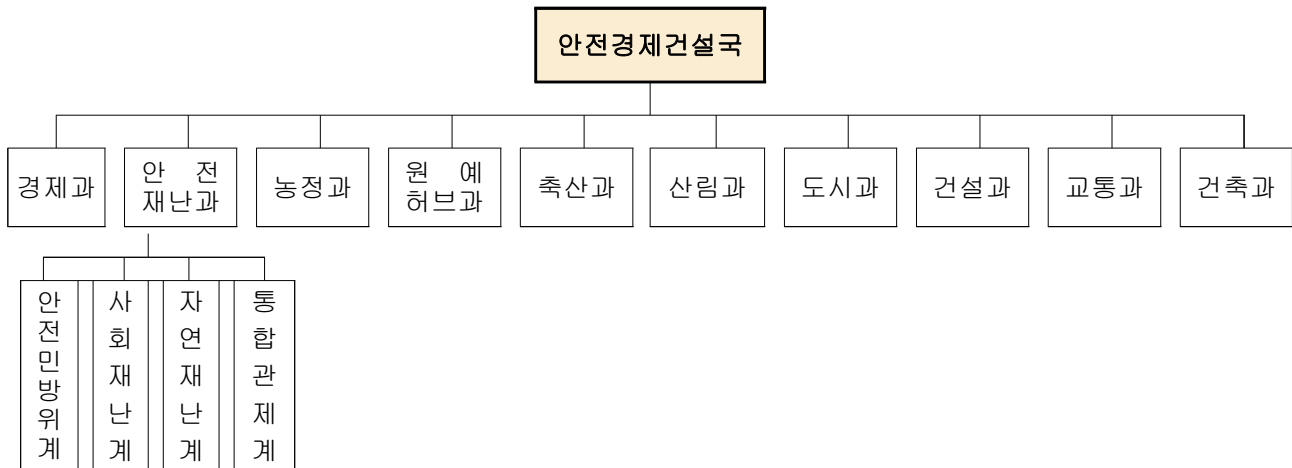 안전경제건설국
경제과
안 전
재난과
농정과
원 예
허브과
축산과
산림과
도시과
건설과
교통과
건축과
안전민방위계
사회재난계
자연재난계
통합관제계